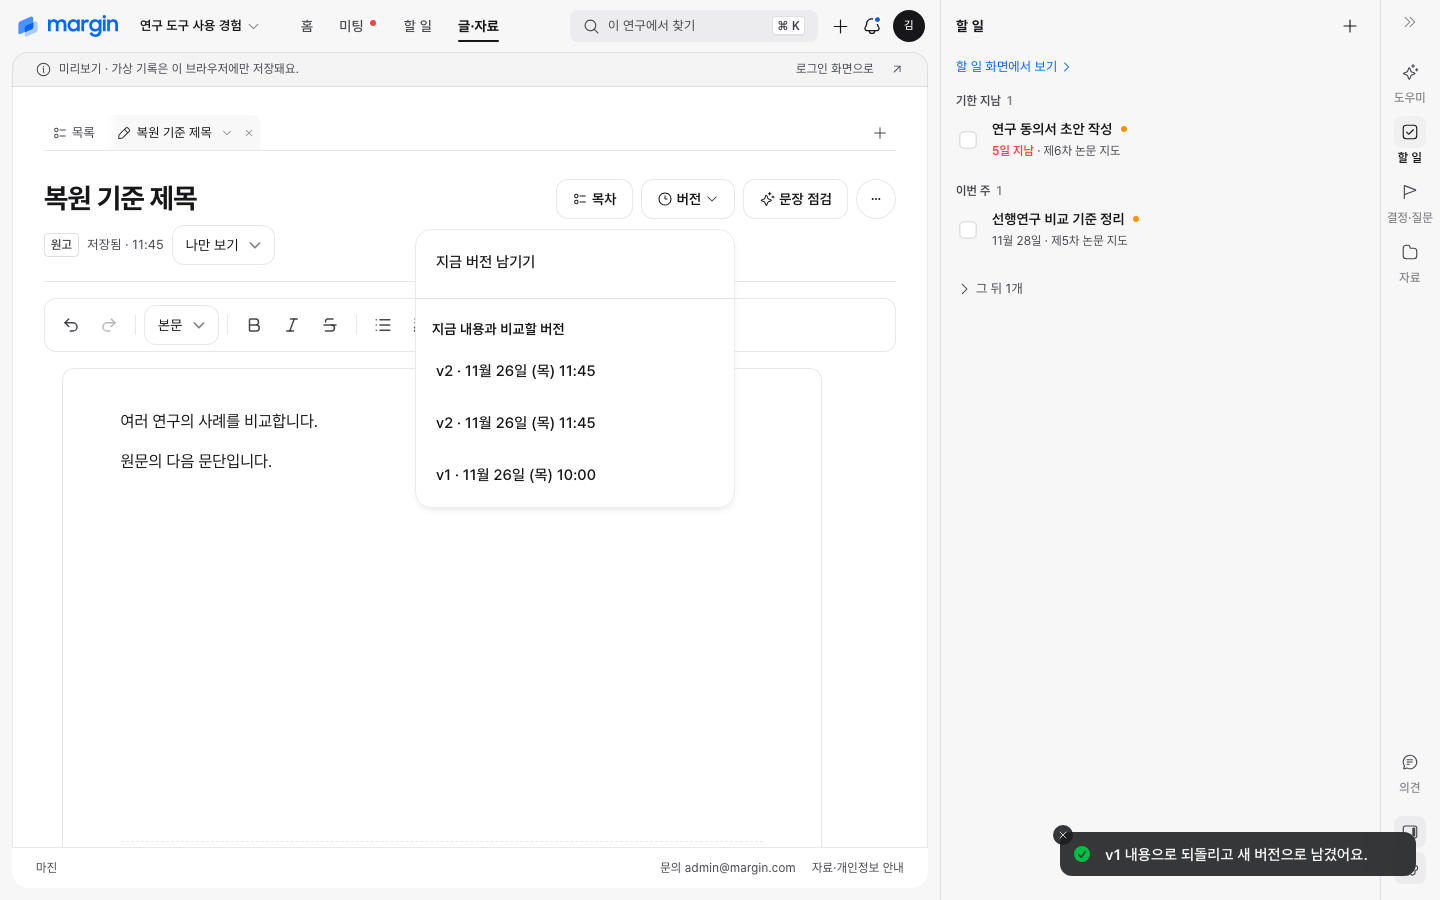 margin
연구 도구 사용 경험
홈
미팅
할 일
글·자료
이 연구에서 찾기
⌘ K
김
미리보기 · 가상 기록은 이 브라우저에만 저장돼요.
로그인 화면으로
목록
복원 기준 제목
복원 기준 제목
목차
버전
문장 점검
원고
저장됨 · 11:45
나만 보기
본문
지금 버전 남기기
지금 내용과 비교할 버전
v2 · 11월 26일 (목) 11:45
v2 · 11월 26일 (목) 11:45
v1 · 11월 26일 (목) 10:00
여러 연구의 사례를 비교합니다.
원문의 다음 문단입니다.
마진
문의 admin@margin.com
자료·개인정보 안내
할 일
할 일 화면에서 보기
기한 지남 1
연구 동의서 초안 작성
5일 지남 · 제6차 논문 지도
이번 주 1
선행연구 비교 기준 정리
11월 28일 · 제5차 논문 지도
그 뒤 1개
도우미
할 일
결정·질문
자료
의견
v1 내용으로 되돌리고 새 버전으로 남겼어요.